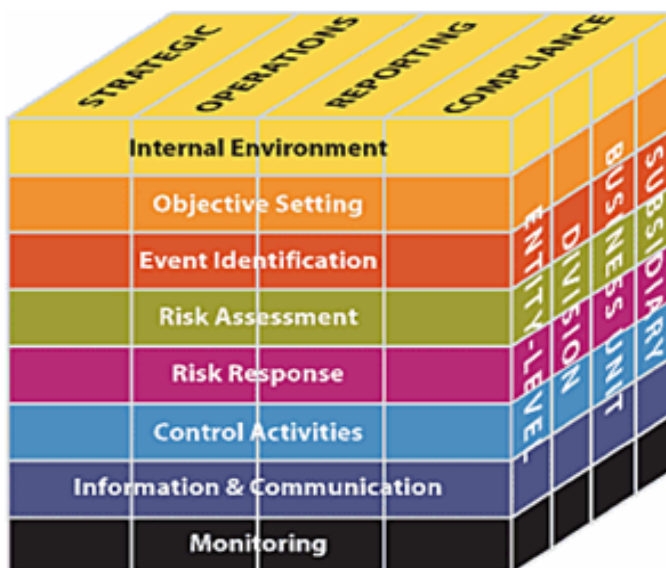 STRATEGIC
OPERATIONS
REPORTING
COMPLIANCE
Internal Environment
Objective Setting
Event Identification
Risk Assessment
Risk Response
Control Activities
Information & Communication
Monitoring
ENTITY-LEVEL
DIVISION
BUSINESS UNIT
SUBSIDIARY